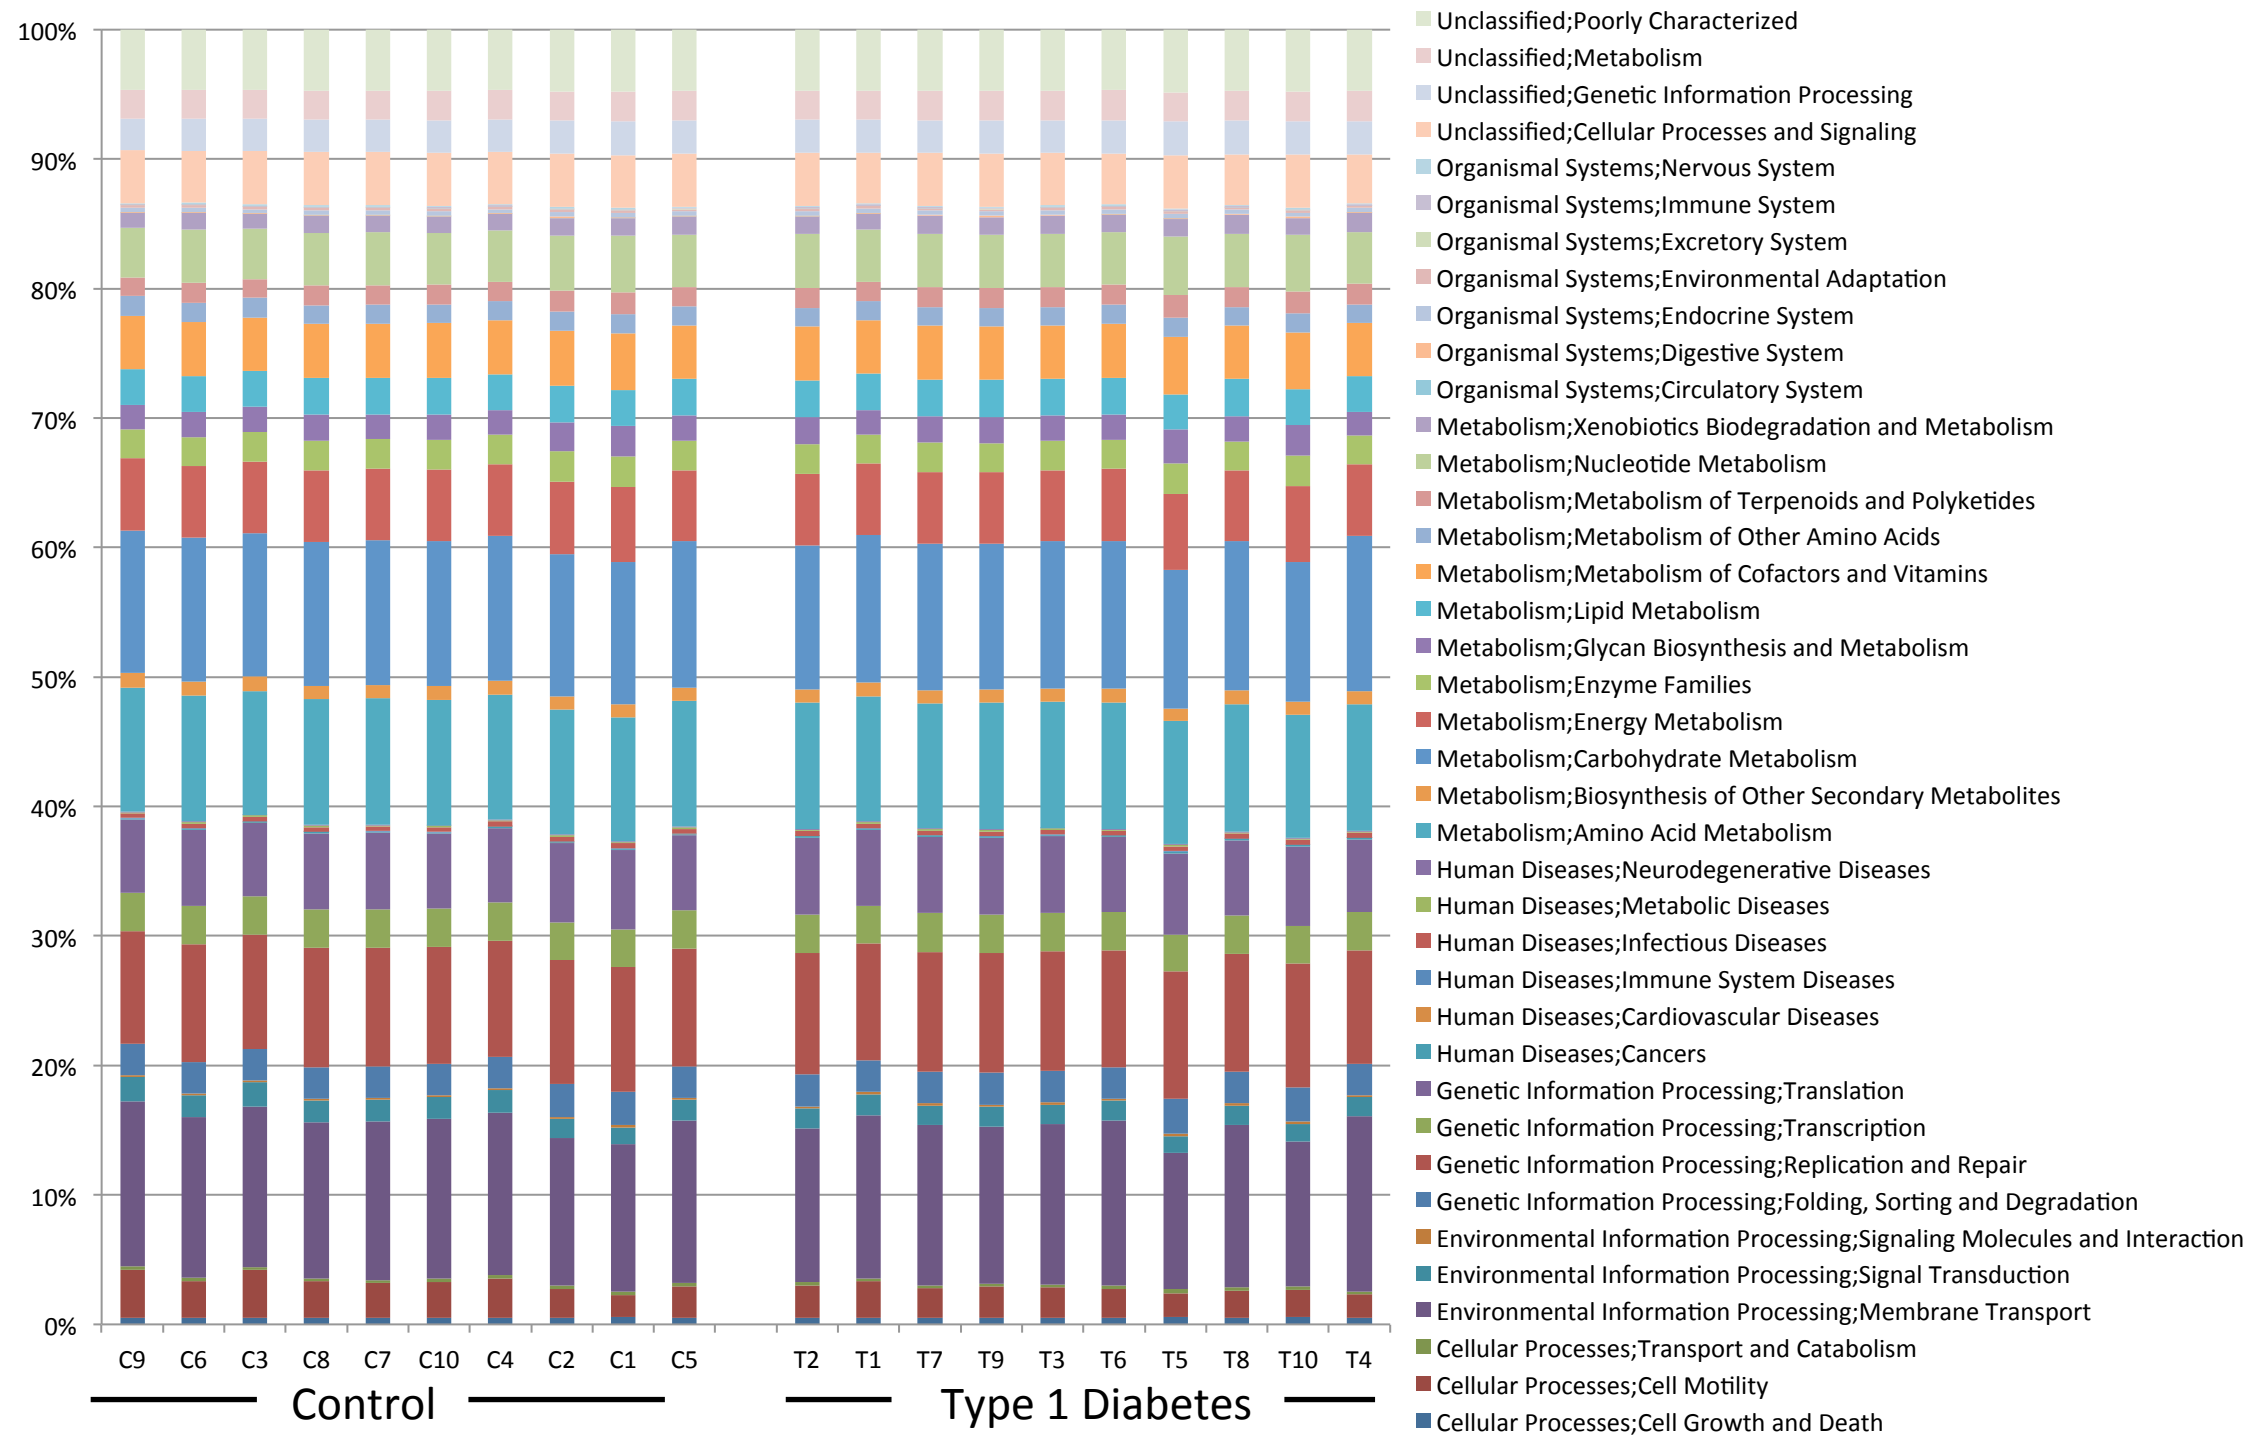 100%
90%
80%
70%
60%
50%
40%
30%
20%
10%
0%
C9 C6 C3 C8 C7 C10 C4 C2 C1 C5 T2 T1 T7 T9 T3 T6 T5 T8 T10 T4
Control Type 1 Diabetes
Unclassified;Poorly Characterized
Unclassified;Metabolism
Unclassified;Genetic Information Processing
Unclassified;Cellular Processes and Signaling
Organismal Systems;Nervous System
Organismal Systems;Immune System
Organismal Systems;Excretory System
Organismal Systems;Environmental Adaptation
Organismal Systems;Endocrine System
Organismal Systems;Digestive System
Organismal Systems;Circulatory System
Metabolism;Xenobiotics Biodegradation and Metabolism
Metabolism;Nucleotide Metabolism
Metabolism;Metabolism of Terpenoids and Polyketides
Metabolism;Metabolism of Other Amino Acids
Metabolism;Metabolism of Cofactors and Vitamins
Metabolism;Lipid Metabolism
Metabolism;Glycan Biosynthesis and Metabolism
Metabolism;Enzyme Families
Metabolism;Energy Metabolism
Metabolism;Carbohydrate Metabolism
Metabolism;Biosynthesis of Other Secondary Metabolites
Metabolism;Amino Acid Metabolism
Human Diseases;Neurodegenerative Diseases
Human Diseases;Metabolic Diseases
Human Diseases;Infectious Diseases
Human Diseases;Immune System Diseases
Human Diseases;Cardiovascular Diseases
Human Diseases;Cancers
Genetic Information Processing;Translation
Genetic Information Processing;Transcription
Genetic Information Processing;Replication and Repair
Genetic Information Processing;Folding, Sorting and Degradation
Environmental Information Processing;Signaling Molecules and Interaction
Environmental Information Processing;Signal Transduction
Environmental Information Processing;Membrane Transport
Cellular Processes;Transport and Catabolism
Cellular Processes;Cell Motility
Cellular Processes;Cell Growth and Death